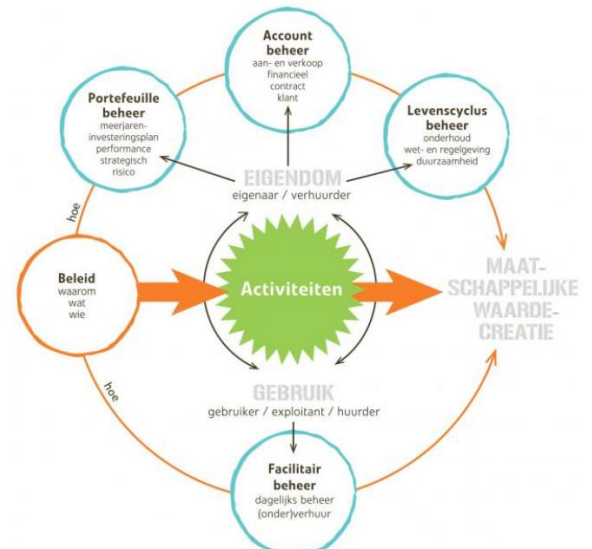 Account
beheer
aan- en verkoop
financieel
contract
klant
Portefeuille
beheer
meerjaren-
investeringsplan
performance
strategisch
risico
Levenscyclus
beheer
onderhoud
wet- en regelgeving
duurzaamheid
EIGENDOM
eigenaar / verhuurder
hoe
Beleid
waarom
wat
wie
Activiteiten
MAAT-
SCHAPPELIJKE
WAARDE-
CREATIE
hoe
GEBRUIK
gebruiker / exploitant / huurder
Facilitair
beheer
dagelijks beheer
(onder)verhuur